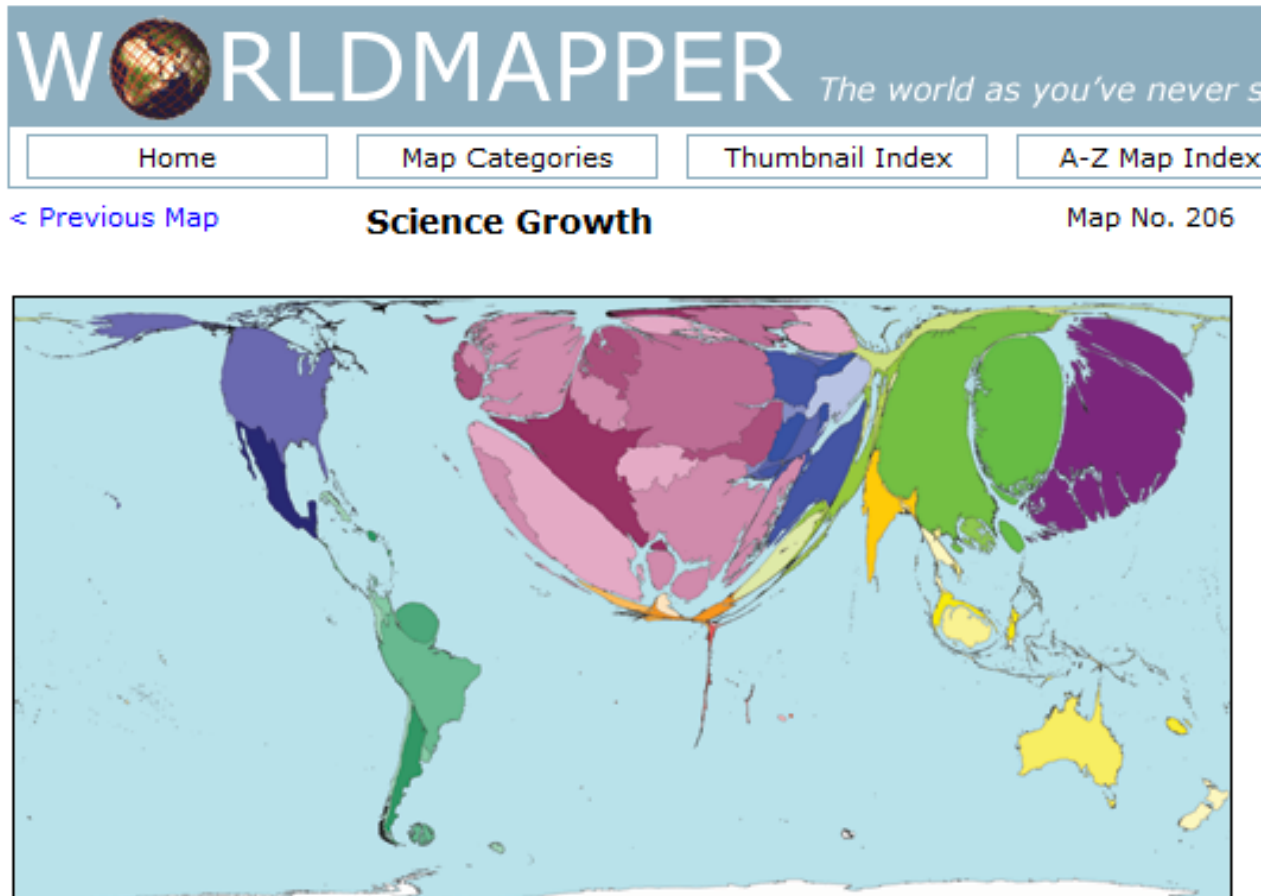 WORLDMAPPER The world as you've never s
Home Map Categories Thumbnail Index A-Z Map Index
< Previous Map Science Growth Map No. 206